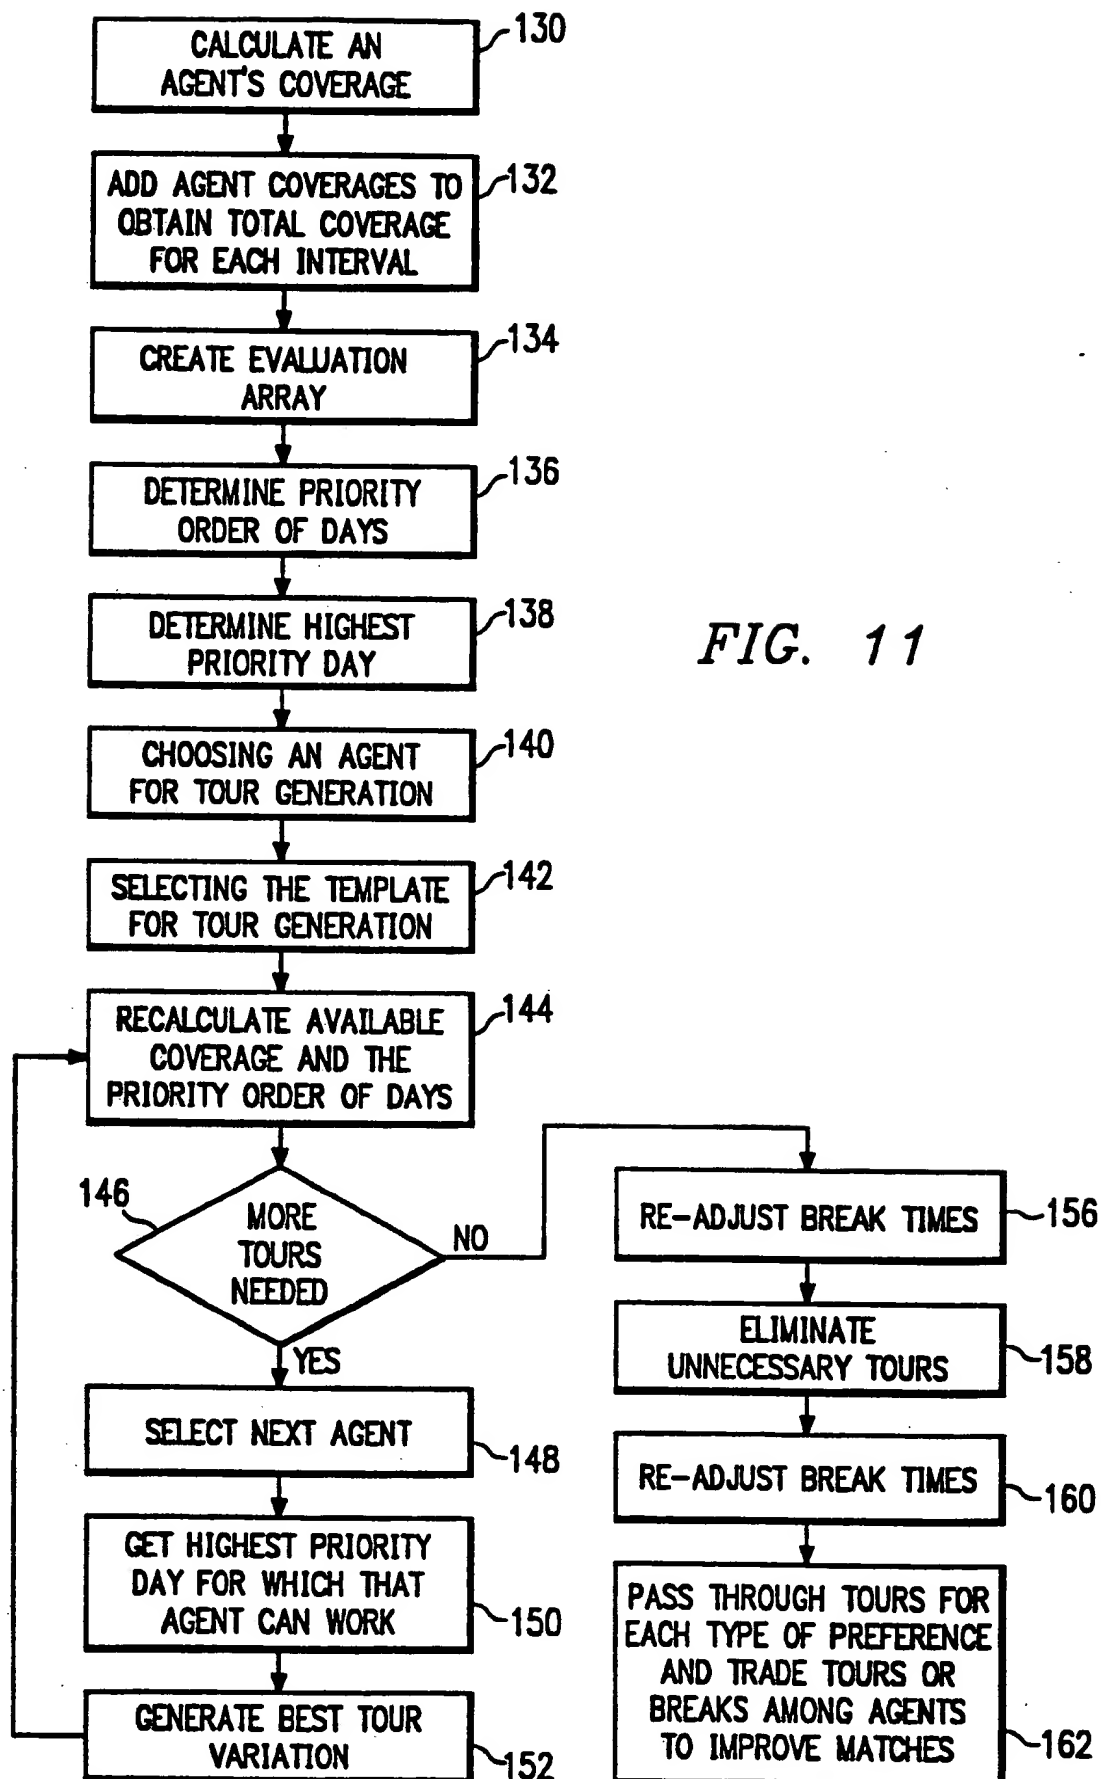 CALCULATE AN
AGENT'S COVERAGE
130
ADD AGENT COVERAGES TO
OBTAIN TOTAL COVERAGE
FOR EACH INTERVAL
132
CREATE EVALUATION
ARRAY
134
DETERMINE PRIORITY
ORDER OF DAYS
136
DETERMINE HIGHEST
PRIORITY DAY
138
FIG. 11
CHOOSING AN AGENT
FOR TOUR GENERATION
140
SELECTING THE TEMPLATE
FOR TOUR GENERATION
142
RECALCULATE AVAILABLE
COVERAGE AND THE
PRIORITY ORDER OF DAYS
144
146
MORE
TOURS
NEEDED
NO
YES
SELECT NEXT AGENT
148
GET HIGHEST PRIORITY
DAY FOR WHICH THAT
AGENT CAN WORK
150
GENERATE BEST TOUR
VARIATION
152
RE-ADJUST BREAK TIMES
156
ELIMINATE
UNNECESSARY TOURS
158
RE-ADJUST BREAK TIMES
160
PASS THROUGH TOURS FOR
EACH TYPE OF PREFERENCE
AND TRADE TOURS OR
BREAKS AMONG AGENTS
TO IMPROVE MATCHES
162